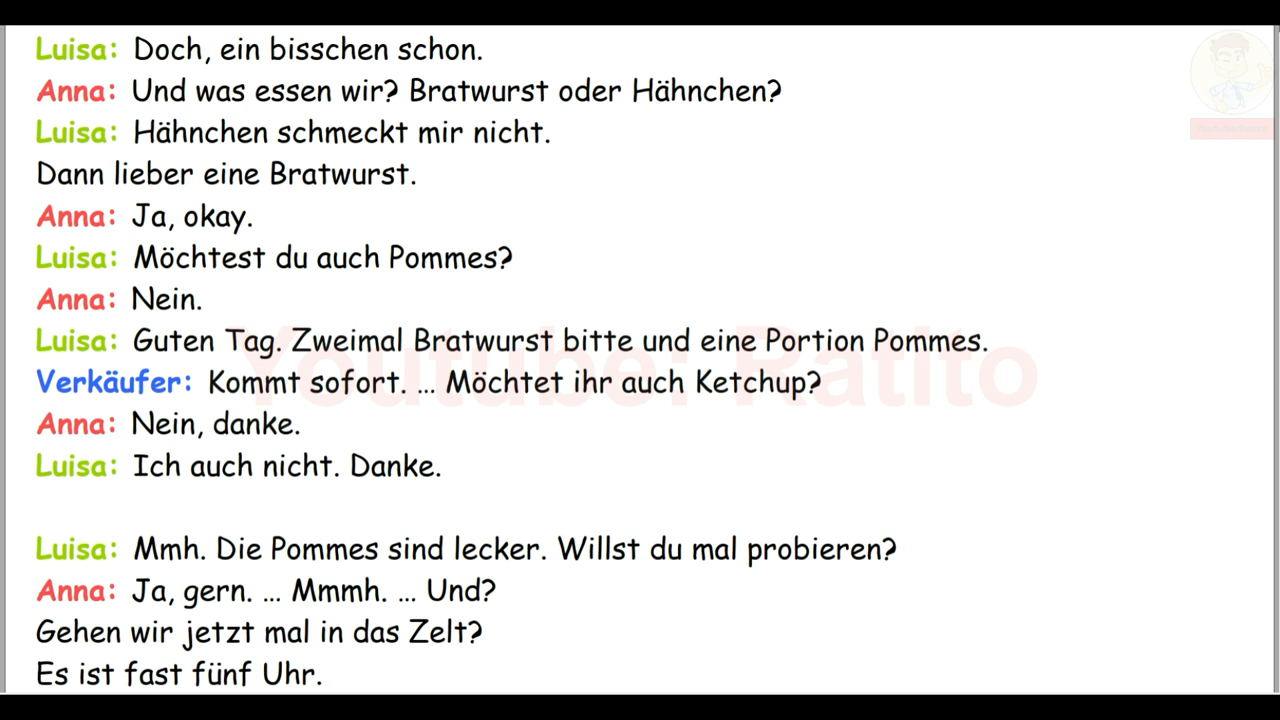 Luisa: Doch, ein bisschen schon.
Anna: Und was essen wir? Bratwurst oder Hähnchen?
Luisa: Hähnchen schmeckt mir nicht.
Dann lieber eine Bratwurst.
Anna: Ja, okay.
Luisa: Möchtest du auch Pommes?
Anna: Nein.
Luisa: Guten Tag. Zweimal Bratwurst bitte und eine Portion Pommes.
Verkäufer: Kommt sofort. ... Möchtet ihr auch Ketchup?
Youtube: Ratito
Anna: Nein, danke.
Luisa: Ich auch nicht. Danke.
Luisa: Mmh. Die Pommes sind lecker. Willst du mal probieren?
Anna: Ja, gern. ... Mmmh. ... Und?
Gehen wir jetzt mal in das Zelt?
Es ist fast fünf Uhr.